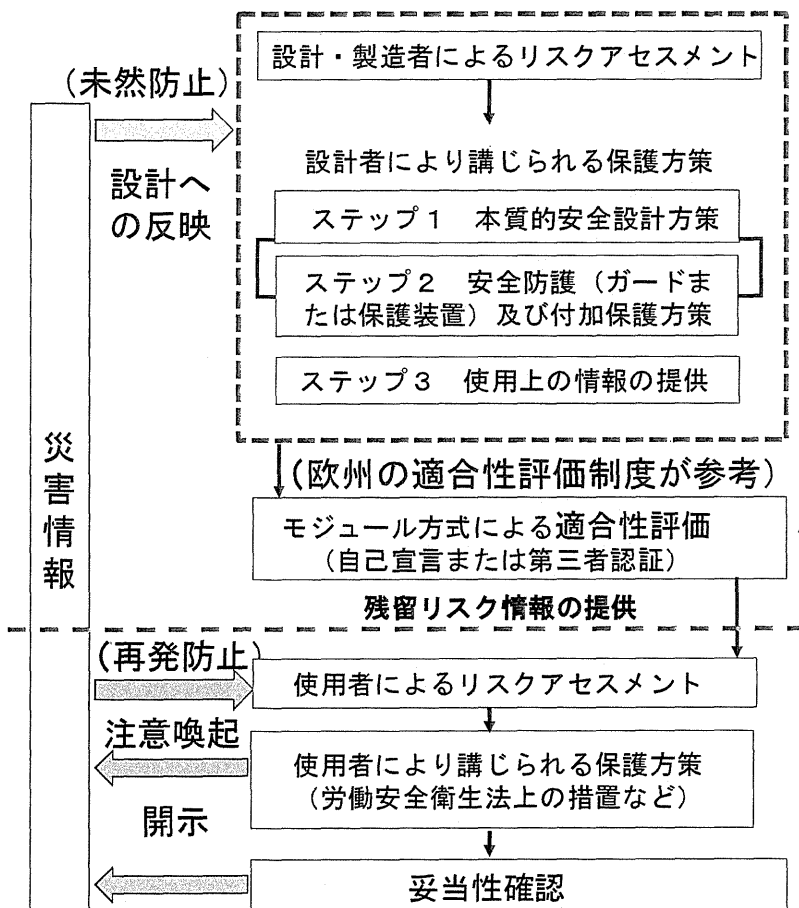 設計・製造者によるリスクアセスメント
(未然防止)
設計へ
の反映
設計者により講じられる保護方策
ステップ1 本質的安全設計方策
ステップ2 安全防護(ガードま
たは保護装置)及び付加保護方策
ステップ3 使用上の情報の提供
災害情報
(欧州の適合性評価制度が参考)
モジュール方式による適合性評価
(自己宣言または第三者認証)
残留リスク情報の提供
(再発防止)
使用者によるリスクアセスメント
注意喚起
使用者により講じられる保護方策
(労働安全衛生法上の措置など)
開示
妥当性確認